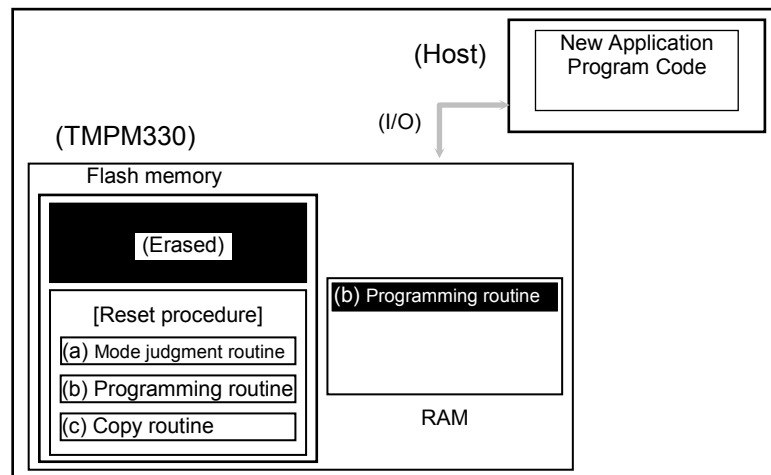 (Host)
New Application
Program Code
(I/O)
(TMPM330)
Flash memory
(Erased)
[Reset procedure]
(a) Mode judgment routine
(b) Programming routine
(c) Copy routine
(b) Programming routine
RAM